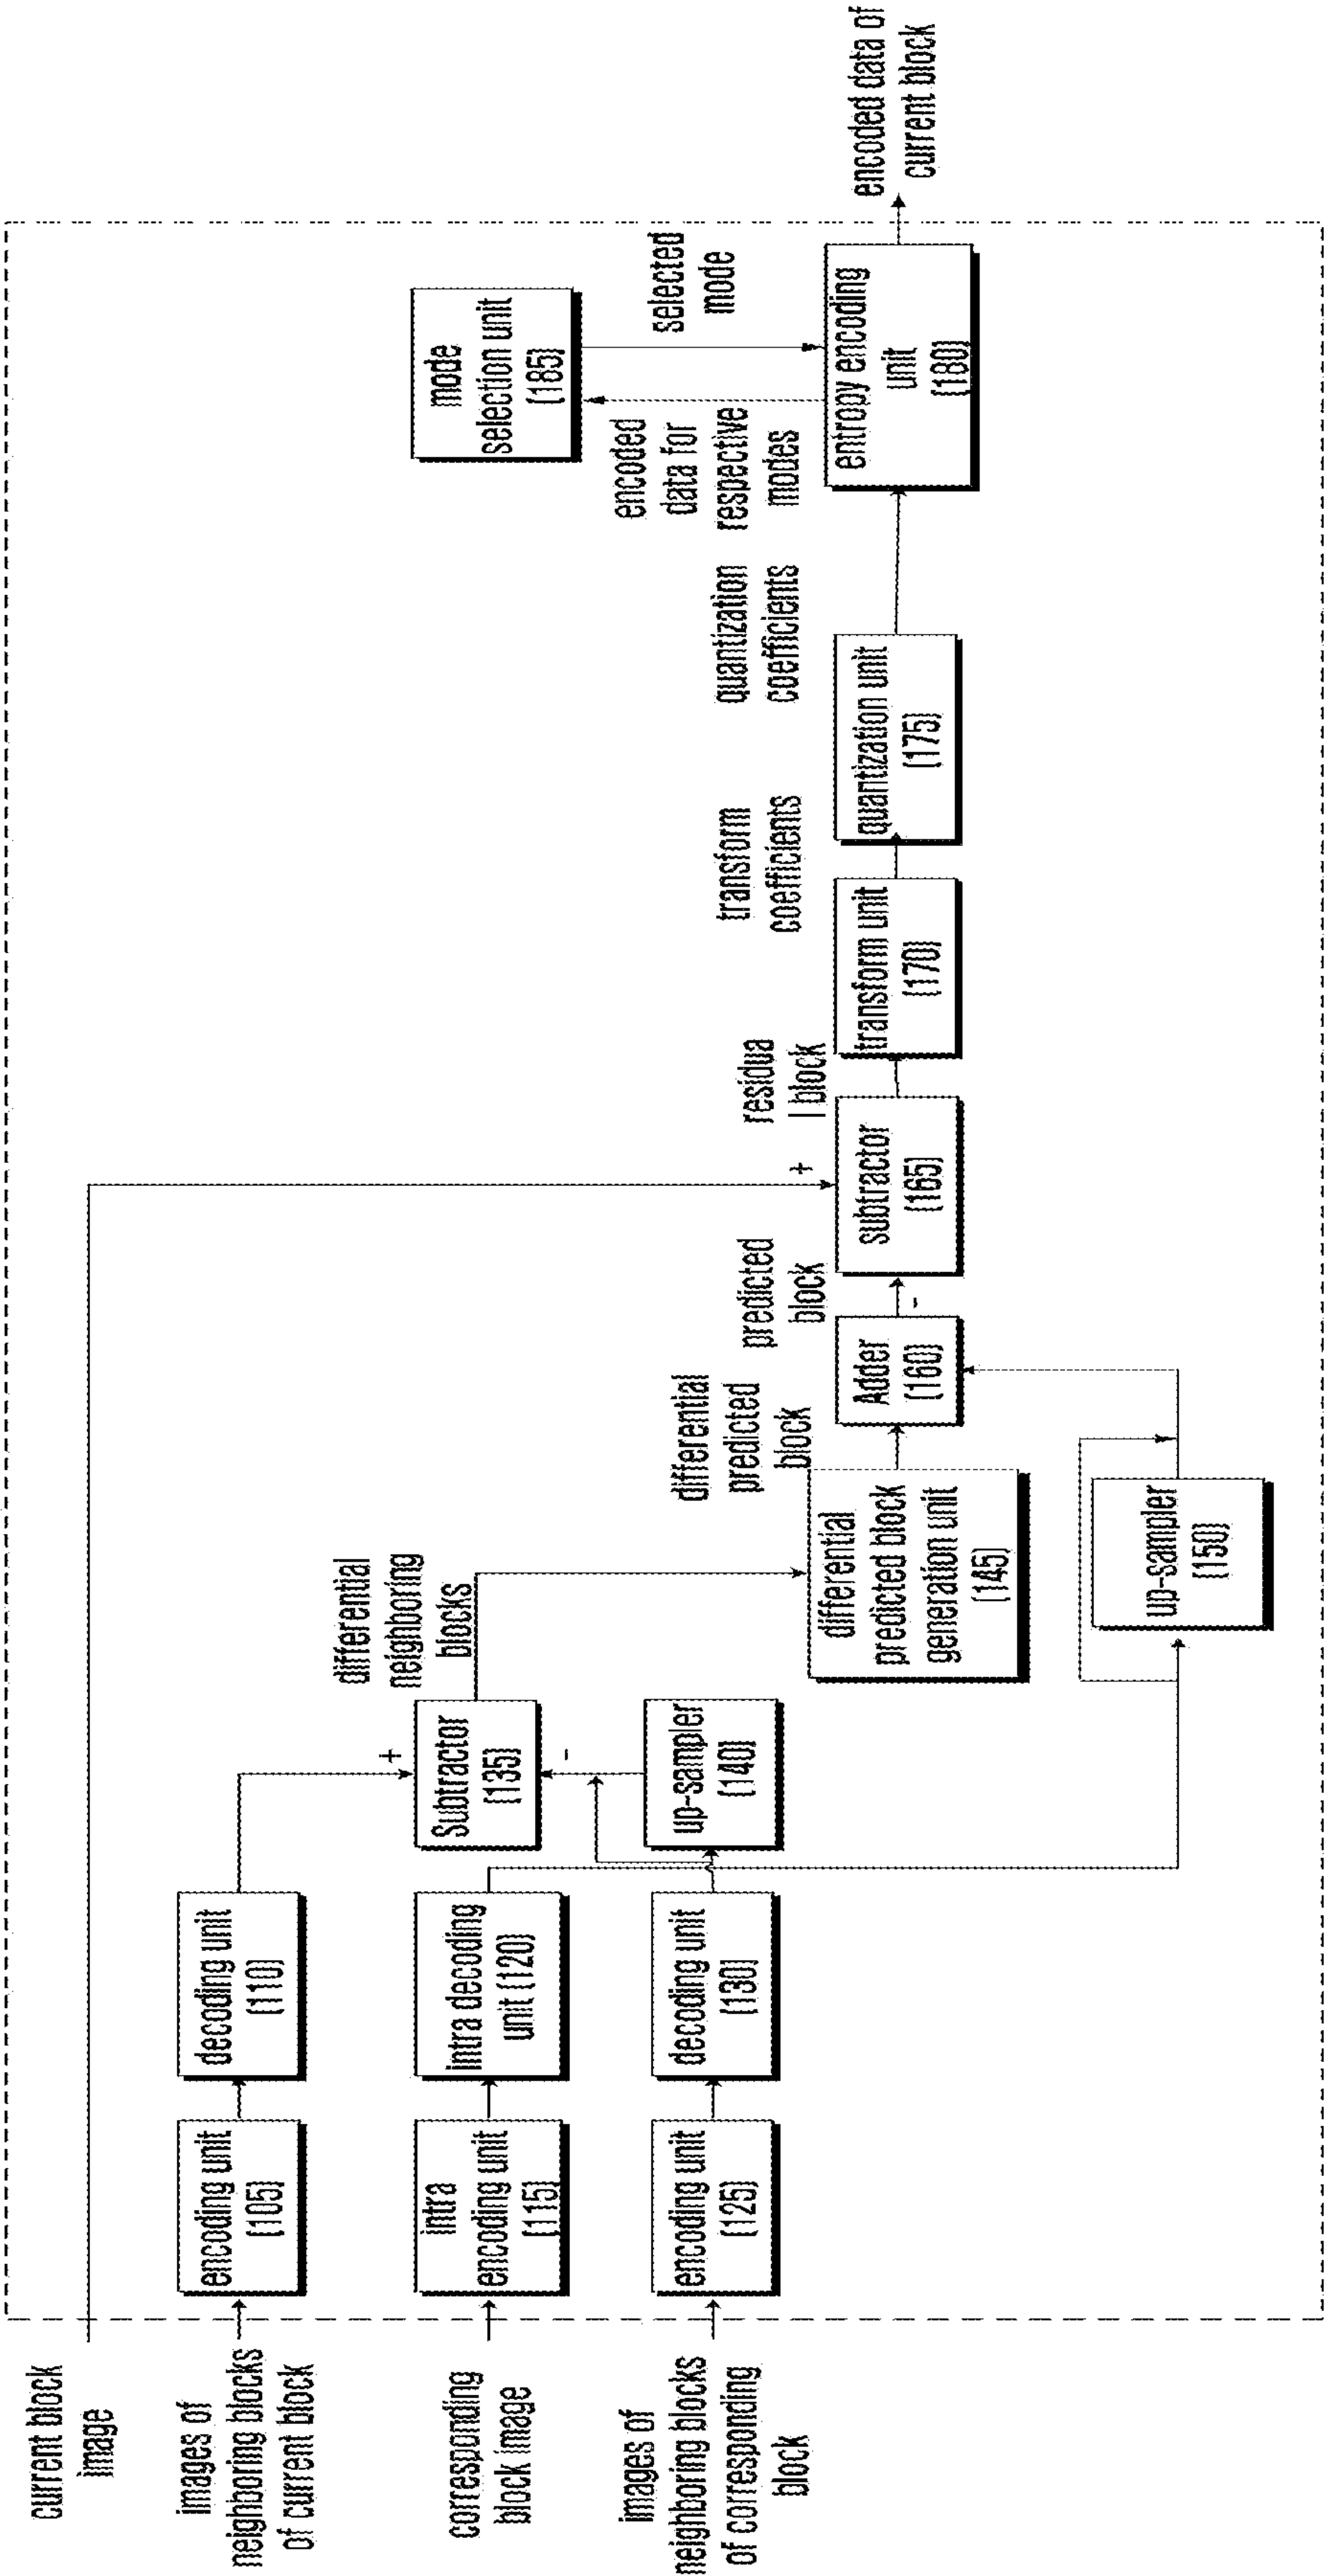 current block
image
images of
neighboring blocks
of current block
corresponding
block image
images of
neighboring blocks
of corresponding
block
encoding unit
(105)
decoding unit
(110)
intra
encoding unit
(115)
intra decoding
unit (120)
encoding unit
(125)
decoding unit
(130)
+
Subtractor
(135)
-
up-sampler
(140)
differential
neighboring
blocks
differential
predicted block
generation unit
(145)
up-sampler
(150)
differential
predicted
block
Adder
(160)
predicted
block
-
+
subtractor
(165)
residua
l block
transform unit
(170)
transform
coefficients
quantization unit
(175)
quantization
coefficients
mode
selection unit
(185)
encoded
data for
respective
modes
selected
mode
entropy encoding
unit
(180)
encoded data of
current block